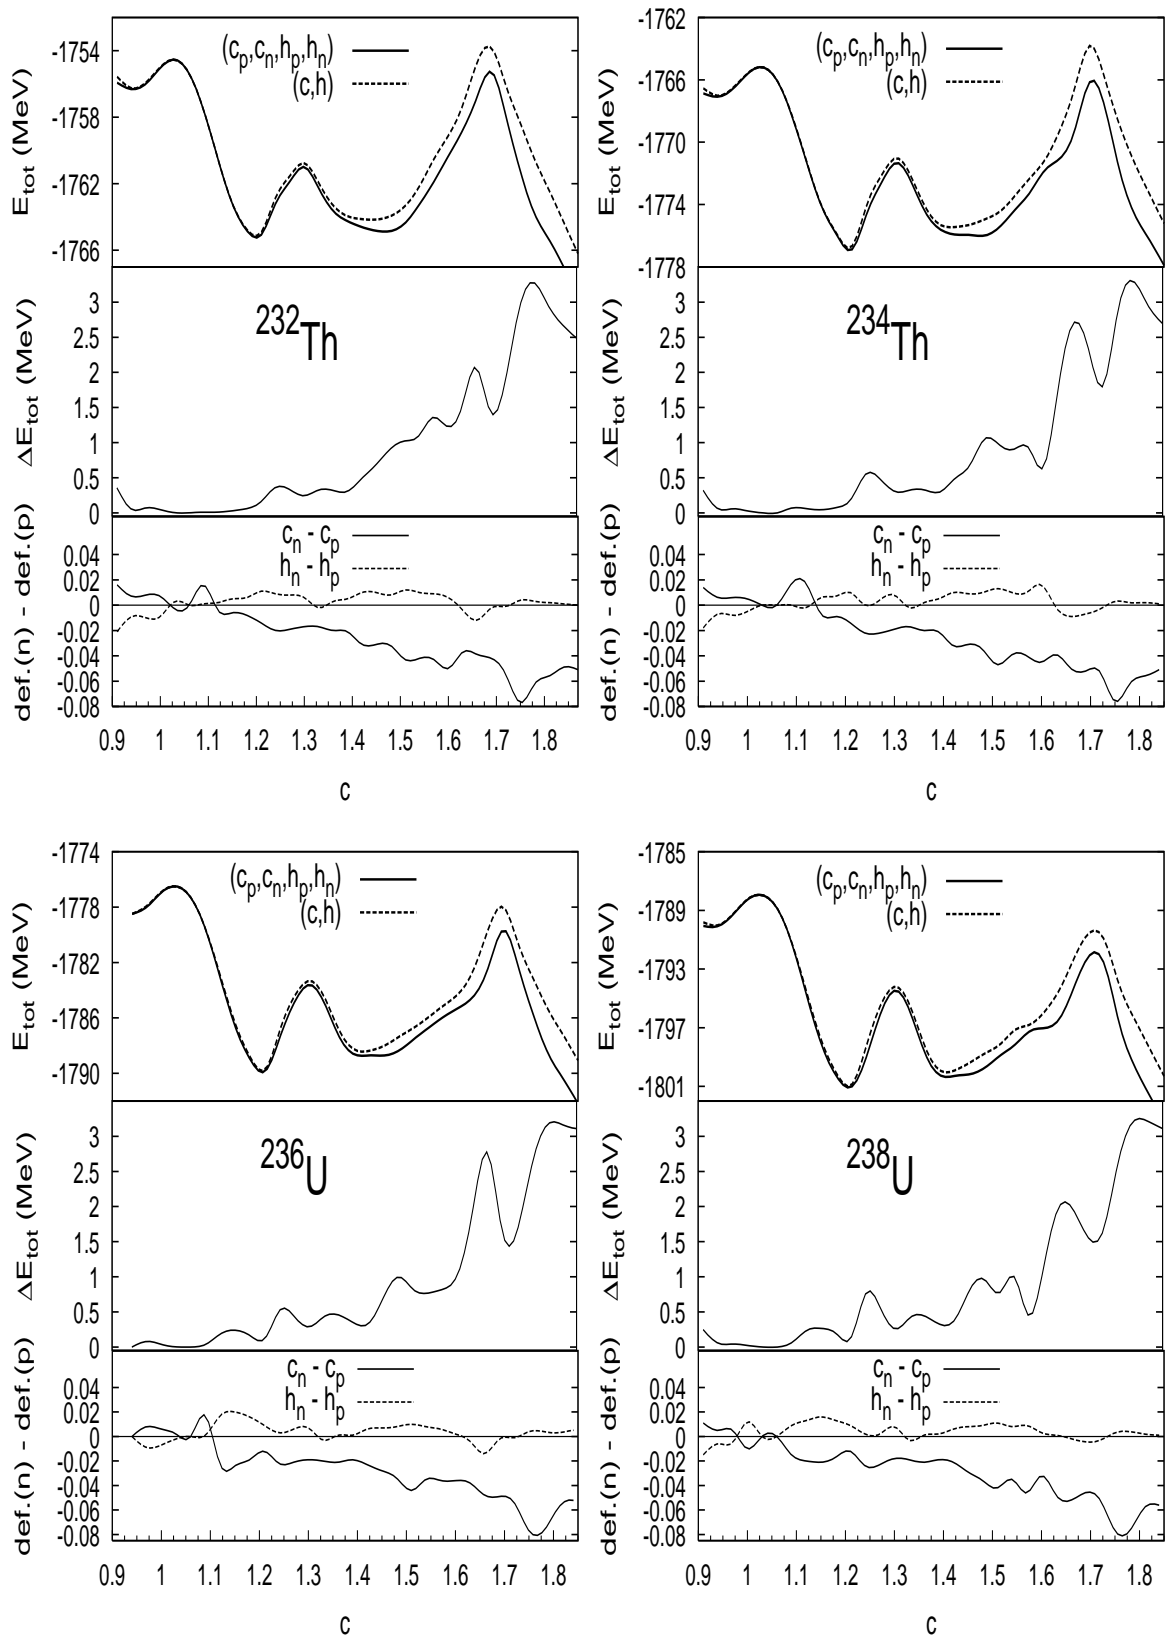 -1754
-1758
-1762
-1766
E_tot (MeV)
(c_p,c_n,h_p,h_n)
(c,h)
3
2.5
2
1.5
1
0.5
0
ΔE_tot (MeV)
232Th
0.04
0.02
0
-0.02
-0.04
-0.06
-0.08
def.(n) - def.(p)
c_n - c_p
h_n - h_p
0.9 1 1.1 1.2 1.3 1.4 1.5 1.6 1.7 1.8
c
-1762
-1766
-1770
-1774
-1778
E_tot (MeV)
(c_p,c_n,h_p,h_n)
(c,h)
3
2.5
2
1.5
1
0.5
0
ΔE_tot (MeV)
234Th
0.04
0.02
0
-0.02
-0.04
-0.06
-0.08
def.(n) - def.(p)
c_n - c_p
h_n - h_p
0.9 1 1.1 1.2 1.3 1.4 1.5 1.6 1.7 1.8
c
-1774
-1778
-1782
-1786
-1790
E_tot (MeV)
(c_p,c_n,h_p,h_n)
(c,h)
3
2.5
2
1.5
1
0.5
0
ΔE_tot (MeV)
236U
0.04
0.02
0
-0.02
-0.04
-0.06
-0.08
def.(n) - def.(p)
c_n - c_p
h_n - h_p
0.9 1 1.1 1.2 1.3 1.4 1.5 1.6 1.7 1.8
c
-1785
-1789
-1793
-1797
-1801
E_tot (MeV)
(c_p,c_n,h_p,h_n)
(c,h)
3
2.5
2
1.5
1
0.5
0
ΔE_tot (MeV)
238U
0.04
0.02
0
-0.02
-0.04
-0.06
-0.08
def.(n) - def.(p)
c_n - c_p
h_n - h_p
0.9 1 1.1 1.2 1.3 1.4 1.5 1.6 1.7 1.8
c